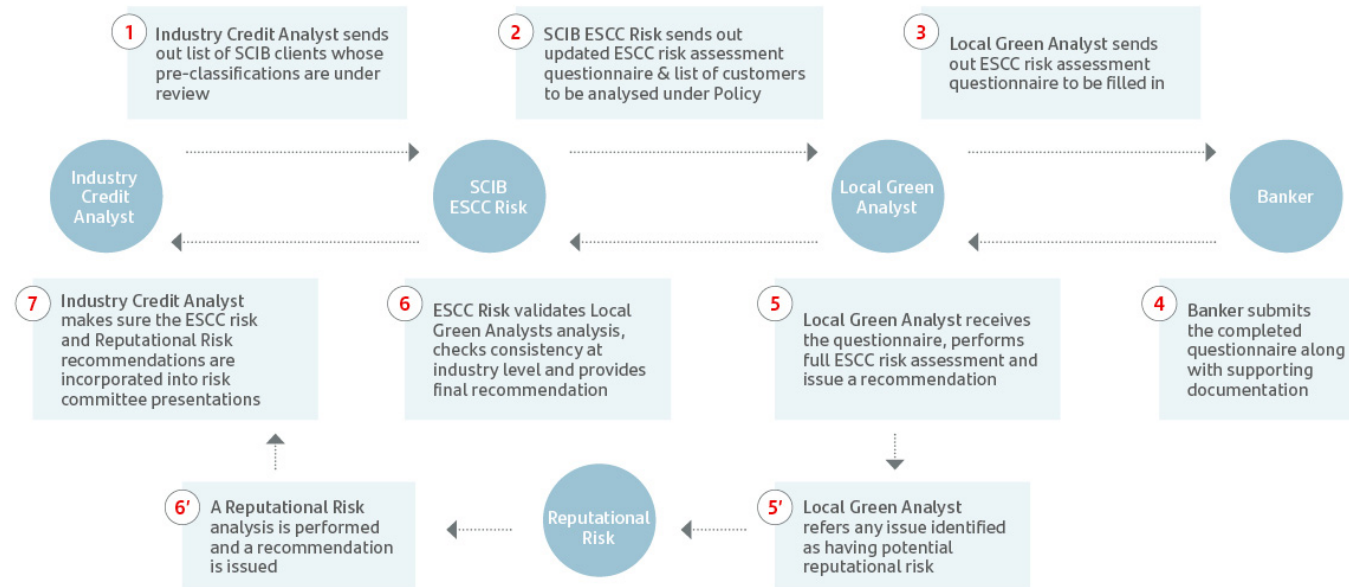 1
Industry Credit Analyst sends
out list of SCIB clients whose
pre-classifications are under
review
2
SCIB ESCC Risk sends out
updated ESCC risk assessment
questionnaire & list of customers
to be analysed under Policy
3
Local Green Analyst sends
out ESCC risk assessment
questionnaire to be filled in
Industry
Credit
Analyst
SCIB
ESCC Risk
Local Green
Analyst
Banker
7
Industry Credit Analyst
makes sure the ESCC risk
and Reputational Risk
recommendations are
incorporated into risk
committee presentations
6
ESCC Risk validates Local
Green Analysts analysis,
checks consistency at
industry level and provides
final recommendation
5
Local Green Analyst receives
the questionnaire, performs
full ESCC risk assessment and
issue a recommendation
4
Banker submits
the completed
questionnaire along
with supporting
documentation
6'
A Reputational Risk
analysis is performed
and a recommendation
is issued
Reputational
Risk
5'
Local Green Analyst
refers any issue identified
as having potential
reputational risk